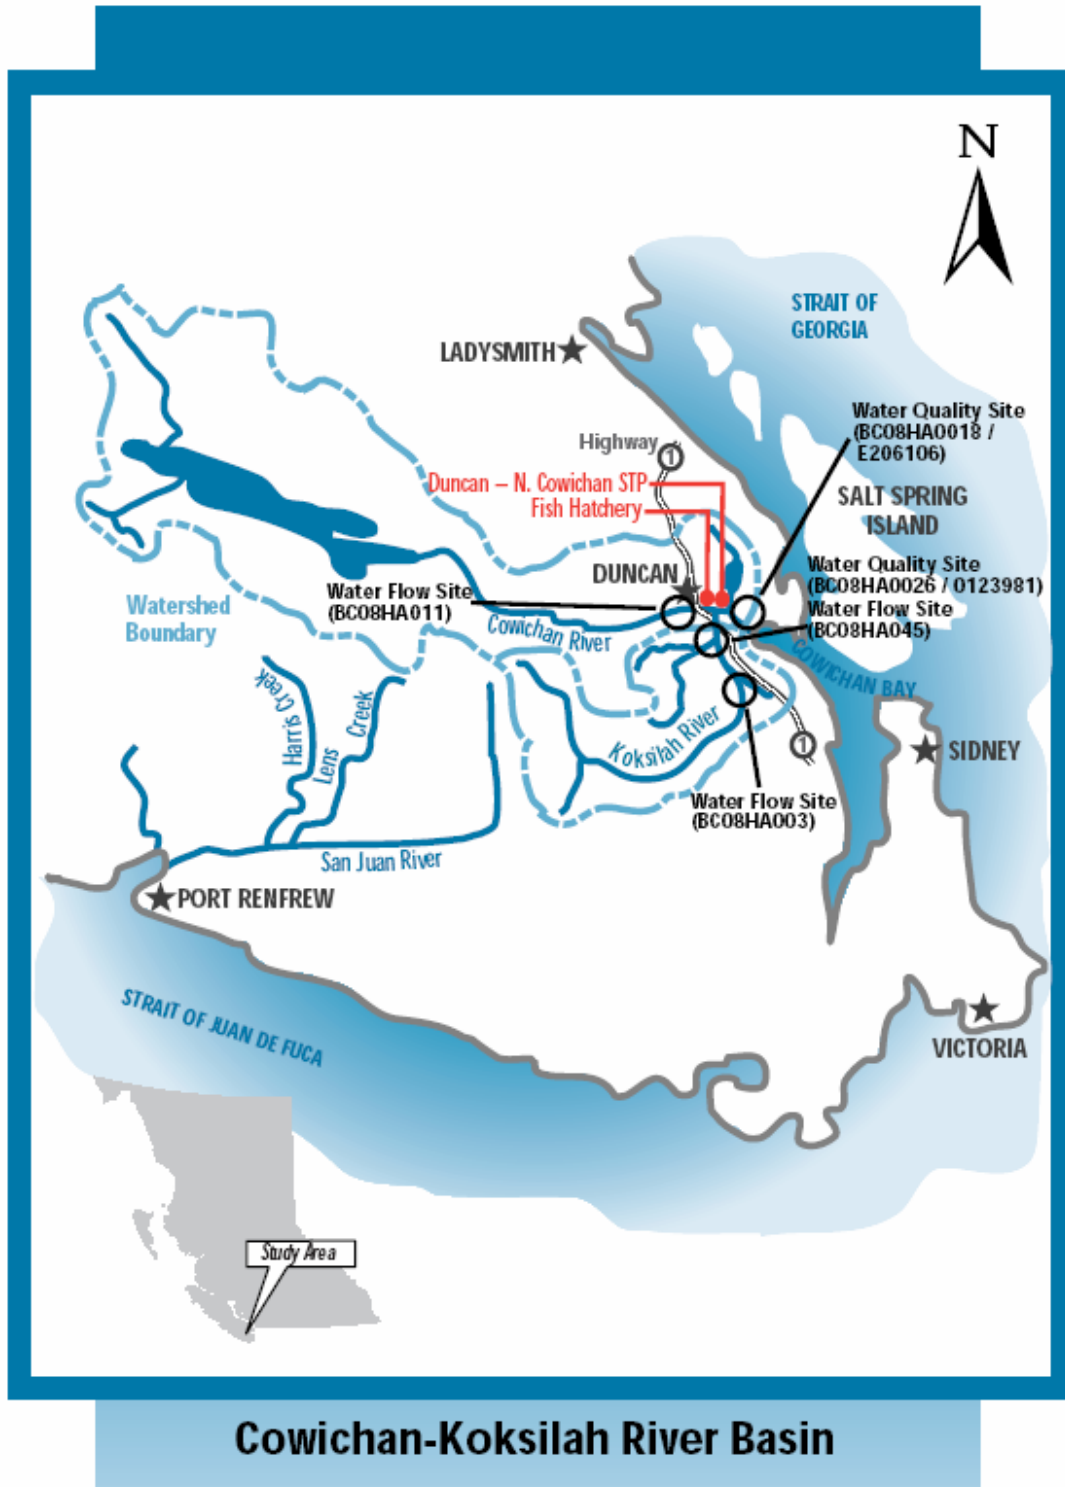 N
STRAIT OF
GEORGIA
LADYSMITH
Water Quality Site
(BC08HA0018 /
E206106)
Highway
1
Duncan – N. Cowichan STP
Fish Hatchery
SALT SPRING
ISLAND
DUNCAN
Water Quality Site
(BC08HA0026 / 0123981)
Water Flow Site
(BC08HA011)
Water Flow Site
(BC08HA045)
Watershed
Boundary
Cowichan River
COWICHAN BAY
Harris Creek
Lens Creek
Koksilah River
1
SIDNEY
Water Flow Site
(BC08HA003)
San Juan River
PORT RENFREW
STRAIT OF JUAN DE FUCA
VICTORIA
Study Area
Cowichan-Koksilah River Basin